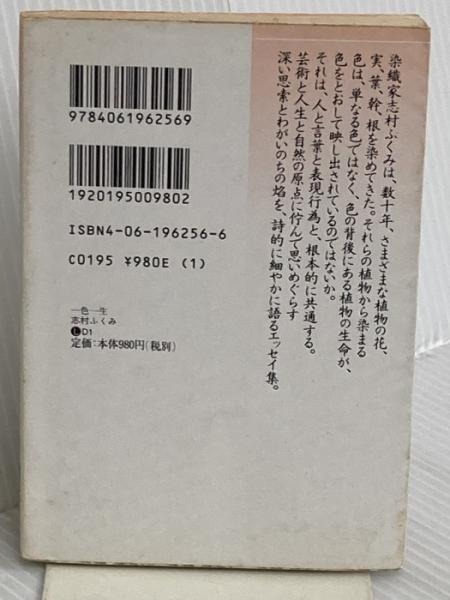 染織家志村ふくみは、数十年、さまざまな植物の花、
実、葉、幹、根を染めてきた。それらの植物から染まる
色は、単なる色ではなく、色の背後にある植物の生命が、
色をとおして映し出されているのではないか。
それは、人と言葉と表現行為と、根本的に共通する。
芸術と人生と自然の原点に佇んで思いめぐらす
深い思索とわがいのちの焰を、詩的に細やかに語るエッセイ集。
9784061962569
1920195009802
ISBN4-06-196256-6
C0195 ¥980E (1)
一色一生
志村ふくみ
Ⓛ D1
定価:本体980円(税別)